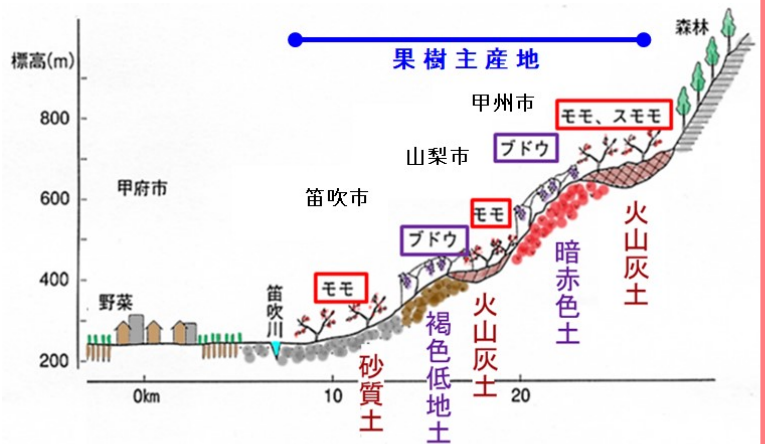 果樹主産地
森林
標高(m)
甲州市
800
モモ、スモモ
ブドウ
山梨市
甲府市
600
笛吹市
モモ
ブドウ
火山灰土
暗赤色土
400
モモ
野菜
笛吹川
火山灰土
褐色低地土
砂質土
200
0km
10
20